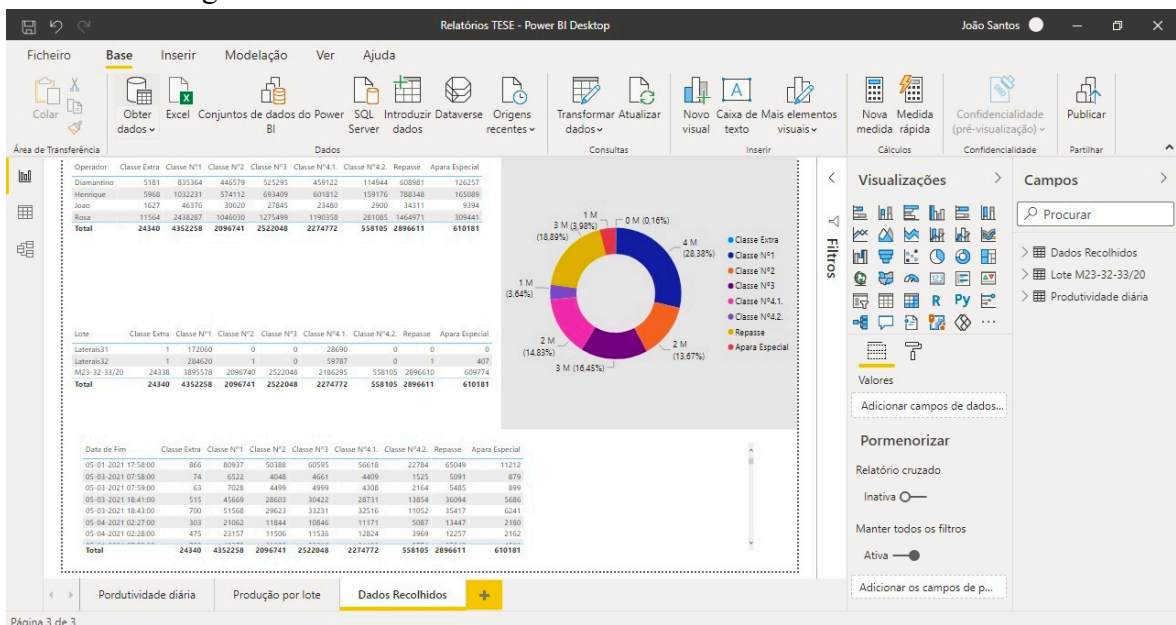 Relatórios TESE - Power BI Desktop
João Santos
Ficheiro Base Inserir Modelação Ver Ajuda
Colar
Obter dados
Excel
Conjuntos de dados do Power BI
SQL Server
Introduzir dados
Dataverse
Origens recentes
Transformar dados
Atualizar
Novo visual
Caixa de texto
Mais elementos visuais
Nova medida
Medida rápida
Confidencialidade (pré-visualização)
Publicar
Área de Transferência Dados Consultas Inserir Cálculos Confidencialidade Partilhar
Operador Classe Extra Classe Nº1 Classe Nº2 Classe Nº3 Classe Nº4.1. Classe Nº4.2. Repasse Apara Especial
Diamantino 5181 835364 446579 525295 459122 114944 608981 126257
Henrique 5968 1032231 574112 693409 601812 159176 788348 165089
Joao 1627 46376 30020 27845 23480 2900 34311 9394
Rosa 11564 2438287 1046030 1275499 1190358 281085 1464971 309441
Total 24340 4352258 2096741 2522048 2274772 558105 2896611 610181
Lote Classe Extra Classe Nº1 Classe Nº2 Classe Nº3 Classe Nº4.1. Classe Nº4.2. Repasse Apara Especial
Laterais31 1 172060 0 0 28690 0 0 0
Laterais32 1 284620 1 0 59787 0 1 407
M23-32-33/20 24338 3895578 2096740 2522048 2186295 558105 2896610 609774
Total 24340 4352258 2096741 2522048 2274772 558105 2896611 610181
Data de Fim Classe Extra Classe Nº1 Classe Nº2 Classe Nº3 Classe Nº4.1. Classe Nº4.2. Repasse Apara Especial
05-01-2021 17:58:00 866 80937 50388 60595 56618 22784 65049 11212
05-03-2021 07:58:00 74 6522 4048 4661 4409 1525 5091 879
05-03-2021 07:59:00 63 7028 4499 4999 4308 2164 5485 899
05-03-2021 18:41:00 515 45669 28603 30422 28731 13854 36094 5686
05-03-2021 18:43:00 700 51568 29623 33231 32516 11052 35417 6241
05-04-2021 02:27:00 303 21062 11844 10846 11171 5087 13447 2180
05-04-2021 02:28:00 475 23157 11506 11536 12824 3969 12257 2162
Total 24340 4352258 2096741 2522048 2274772 558105 2896611 610181
1 M
3 M (3,98%)
0 M (0,16%)
(18,89%)
4 M
(28,38%)
1 M
(3,64%)
2 M
(14,83%)
2 M
(13,67%)
3 M (16,45%)
Classe Extra
Classe Nº1
Classe Nº2
Classe Nº3
Classe Nº4.1.
Classe Nº4.2.
Repasse
Apara Especial
Filtros
Visualizações
R Py
Valores
Adicionar campos de dados...
Pormenorizar
Relatório cruzado
Inativa
Manter todos os filtros
Ativa
Adicionar os campos de p...
Campos
Procurar
Dados Recolhidos
Lote M23-32-33/20
Produtividade diária
Pordutividade diária Produção por lote Dados Recolhidos +
Página 3 de 3